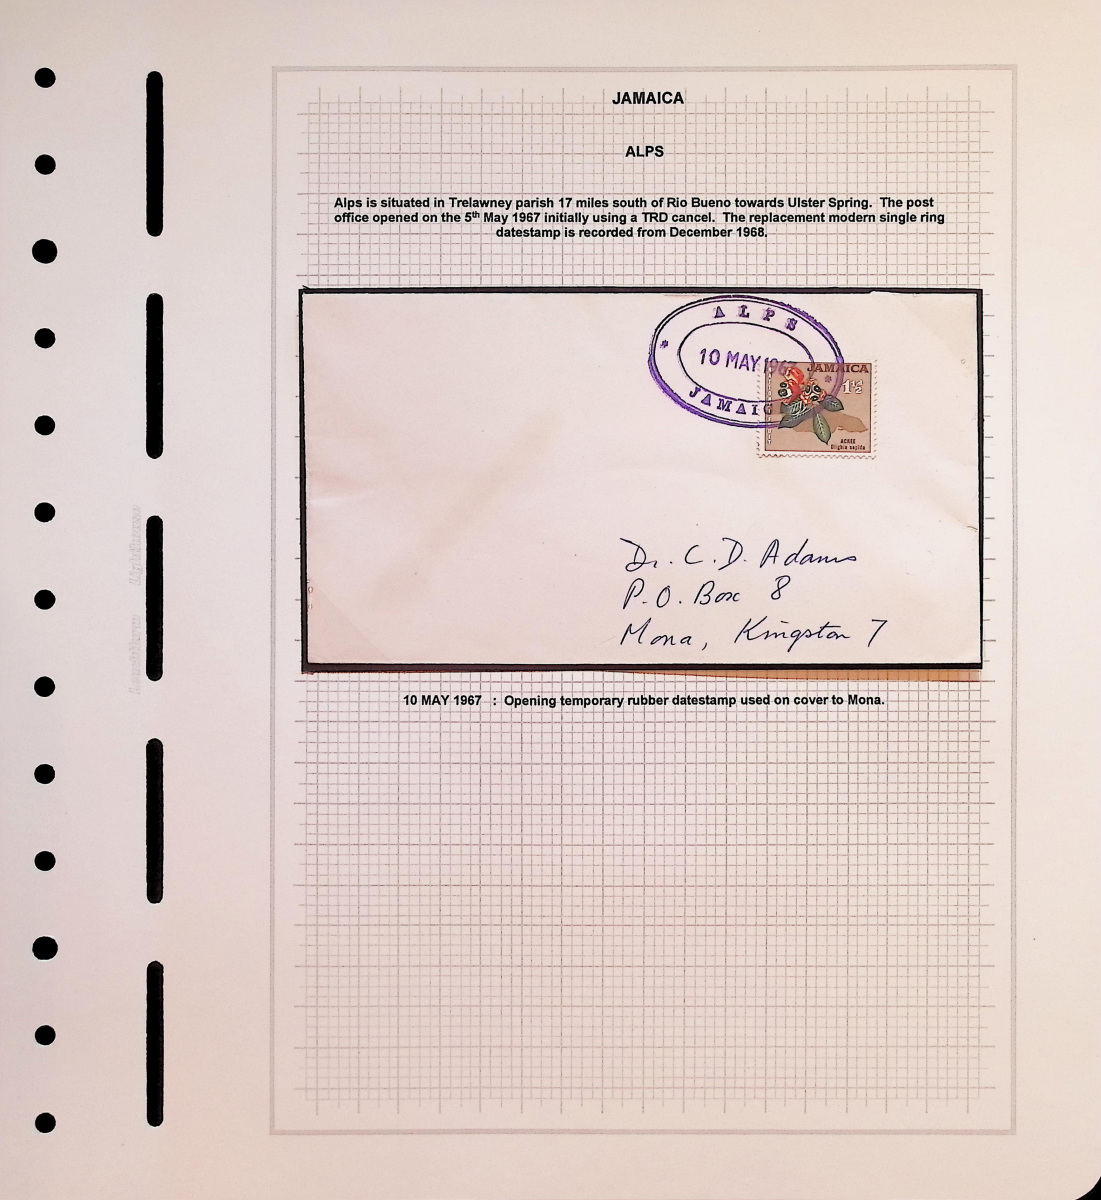 JAMAICA
ALPS
Alps is situated in Trelawney parish 17 miles south of Rio Bueno towards Ulster Spring. The post
office opened on the 5th May 1967 initially using a TRD cancel. The replacement modern single ring
datestamp is recorded from December 1968.
ALPS
* 10 MAY 1967 *
JAMAIC
JAMAICA
1½d
ACKEE
Blighia sapida
Dr. C. D. Adams
P.O. Box 8
Mona, Kingston 7
10 MAY 1967 : Opening temporary rubber datestamp used on cover to Mona.